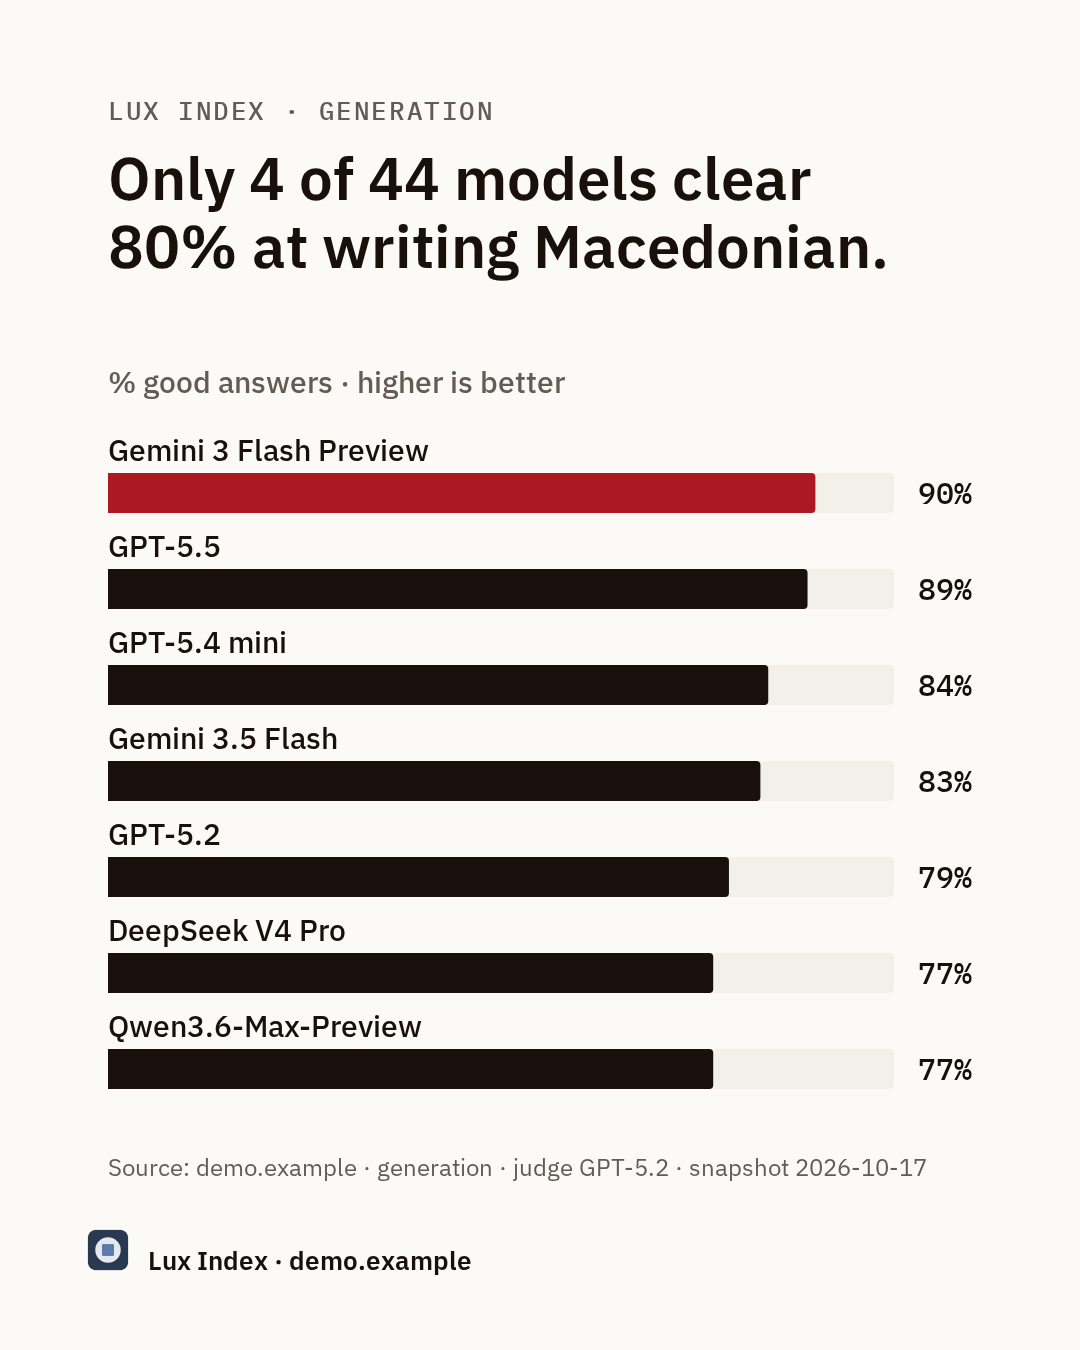 LUX INDEX · GENERATION
Only 4 of 44 models clear
80% at writing Macedonian.
% good answers · higher is better
Gemini 3 Flash Preview
90%
GPT-5.5
89%
GPT-5.4 mini
84%
Gemini 3.5 Flash
83%
GPT-5.2
79%
DeepSeek V4 Pro
77%
Qwen3.6-Max-Preview
77%
Source: demo.example · generation · judge GPT-5.2 · snapshot 2026-10-17
Lux Index · demo.example